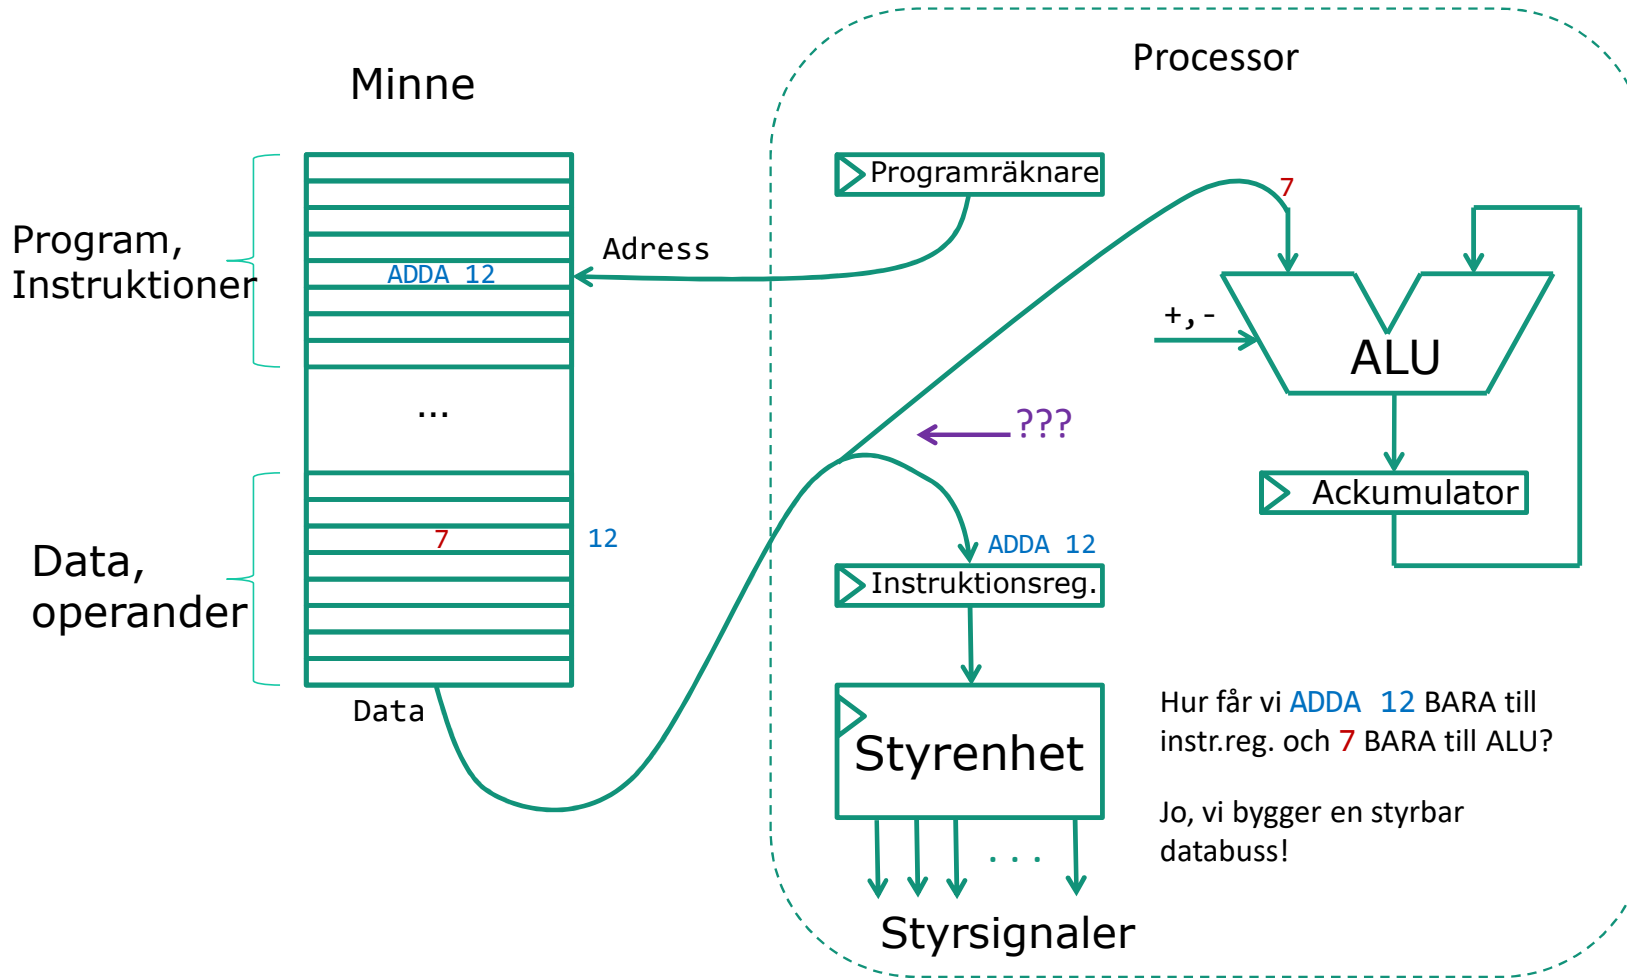 Processor
Minne
Programräknare
7
Adress
Program,
Instruktioner
ADDA 12
+,-
ALU
...
???
Ackumulator
7
12
ADDA 12
Data,
operander
Instruktionsreg.
Data
Styrenhet
Hur får vi ADDA 12 BARA till
instr.reg. och 7 BARA till ALU?
Jo, vi bygger en styrbar
databuss!
...
Styrsignaler